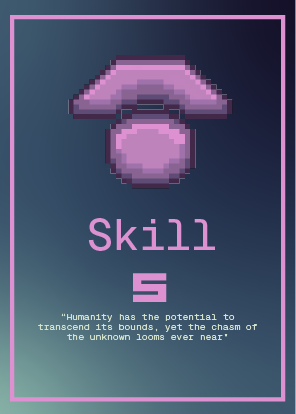 Skill
5
"Humanity has the potential to
transcend its bounds, yet the chasm of
the unknown looms ever near"